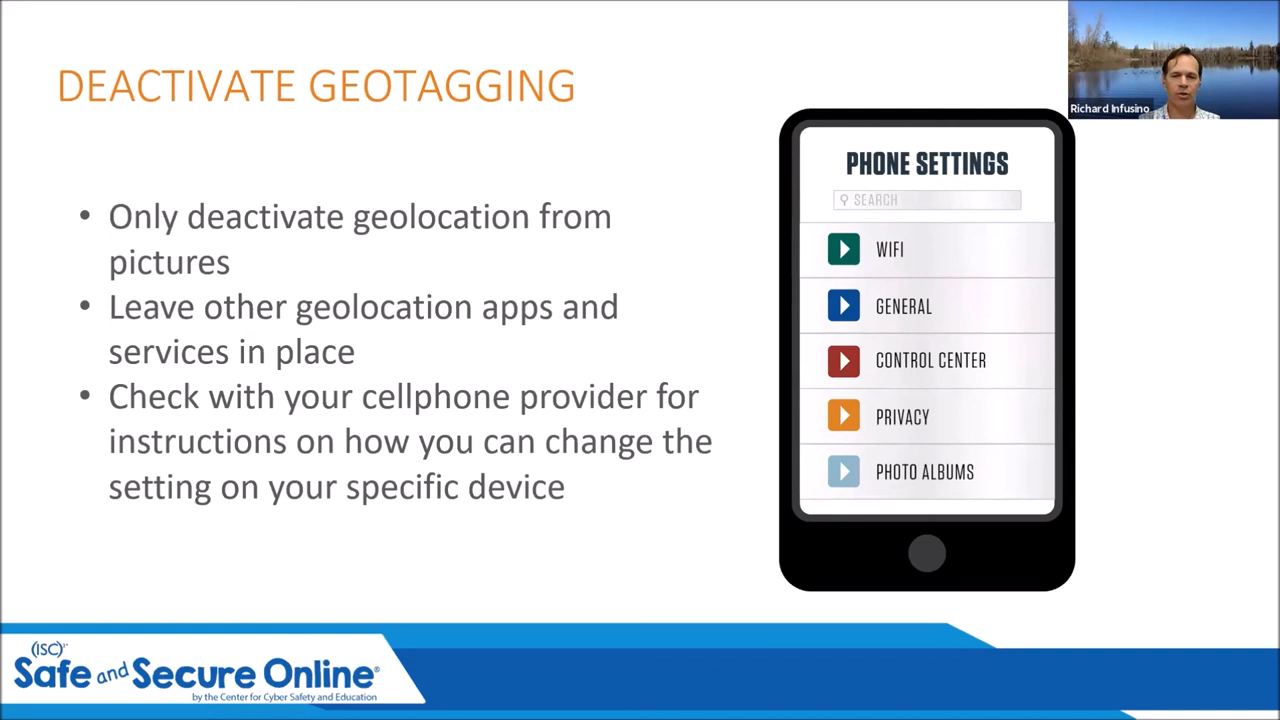 DEACTIVATE GEOTAGGING
Richard Infusino
• Only deactivate geolocation from
pictures
• Leave other geolocation apps and
services in place
• Check with your cellphone provider for
instructions on how you can change the
setting on your specific device
PHONE SETTINGS
SEARCH
WIFI
GENERAL
CONTROL CENTER
PRIVACY
PHOTO ALBUMS
(ISC)²®
Safe and Secure Online®
by the Center for Cyber Safety and Education